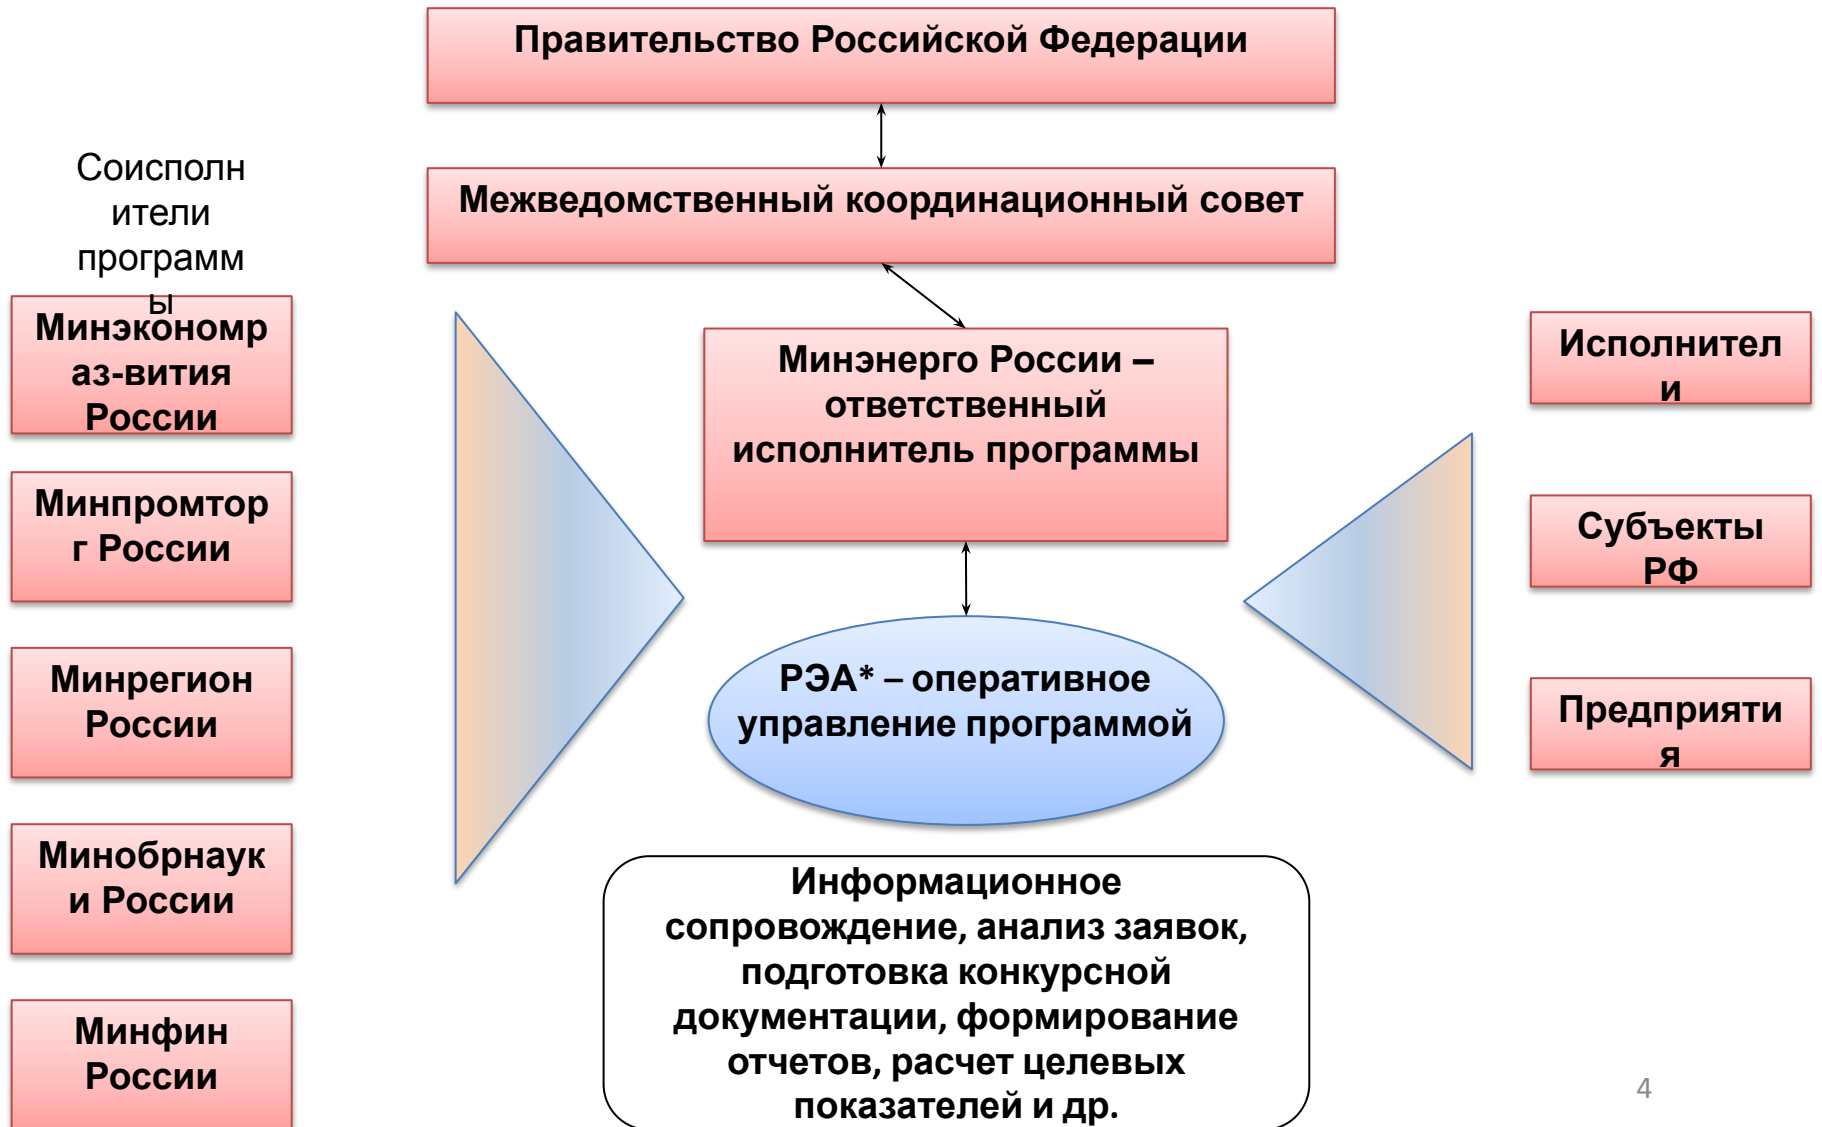 Правительство Российской Федерации
Межведомственный координационный совет
Соисполн
ители
программ
ы
Минэкономр
аз-вития
России
Минпромтор
г России
Минрегион
России
Минобрнаук
и России
Минфин
России
Минэнерго России –
ответственный
исполнитель программы
РЭА* – оперативное
управление программой
Информационное
сопровождение, анализ заявок,
подготовка конкурсной
документации, формирование
отчетов, расчет целевых
показателей и др.
Исполнител
и
Субъекты
РФ
Предприяти
я
4